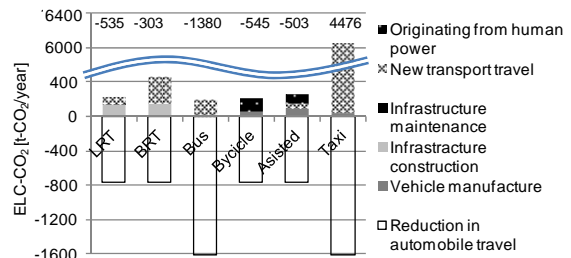 6400
-535 -303 -1380 -545 -503 4476
6000
400
0
-400
-800
-1200
-1600
ELC-CO₂ [t-CO₂/year]
LRT
BRT
Bus
Bycicle
Asisted
Taxi
Originating from human
power
New transport travel
Infrastructure
maintenance
Infrastracture
construction
Vehicle manufacture
Reduction in
automobile travel